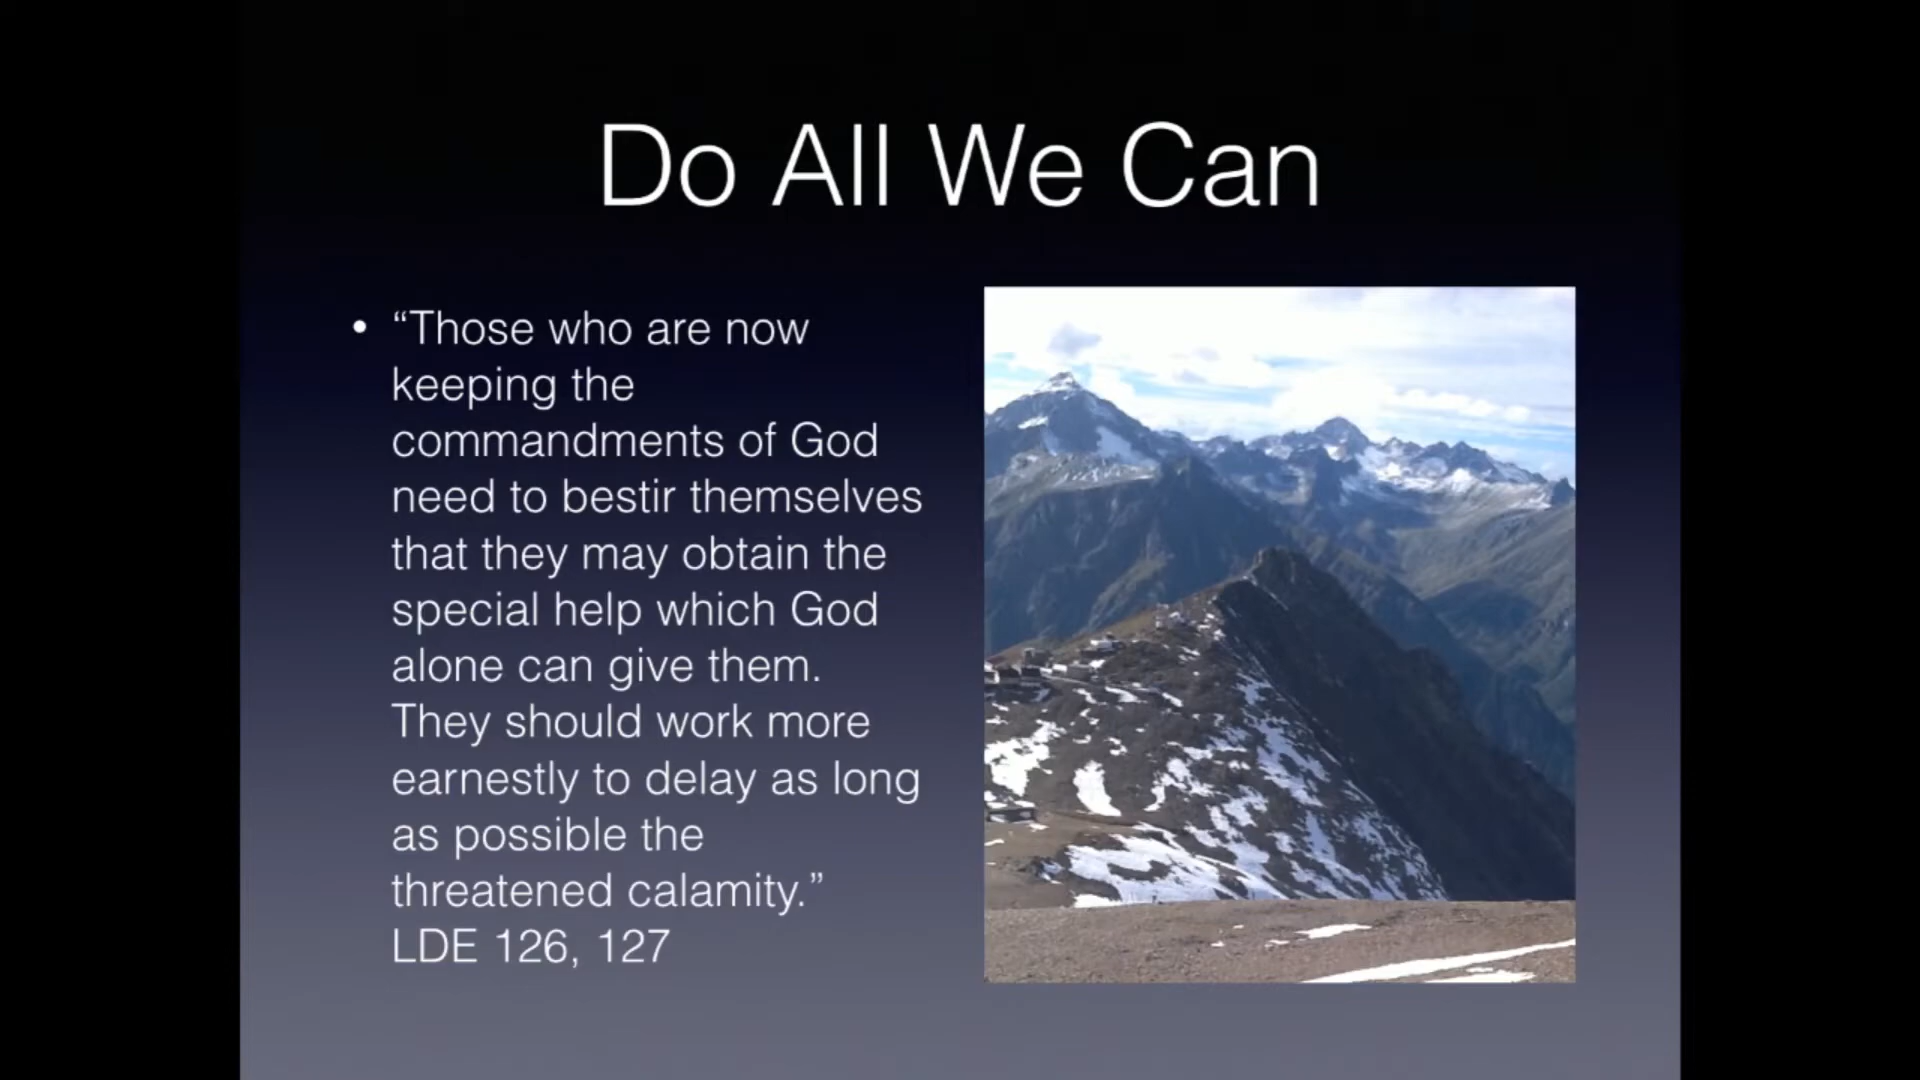 Do All We Can
• “Those who are now
keeping the
commandments of God
need to bestir themselves
that they may obtain the
special help which God
alone can give them.
They should work more
earnestly to delay as long
as possible the
threatened calamity.”
LDE 126, 127